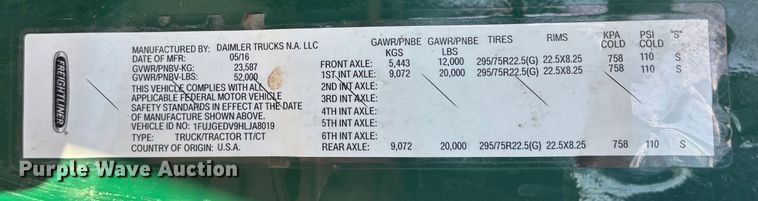 FREIGHTLINER
MANUFACTURED BY: DAIMLER TRUCKS N.A. LLC
DATE OF MFR: 05/16
GVWR/PNBV-KG: 23,587
GVWR/PNBV-LBS: 52,000
THIS VEHICLE COMPLIES WITH ALL
APPLICABLE FEDERAL MOTOR VEHICLE
SAFETY STANDARDS IN EFFECT AT THE DATE
OF MANUFACTURE SHOWN ABOVE.
VEHICLE ID NO: 1FUJGEDV9HLJA8019
TYPE: TRUCK/TRACTOR TT/CT
COUNTRY OF ORIGIN: U.S.A.
GAWR/PNBE GAWR/PNBE TIRES RIMS KPA PSI "S"
KGS LBS COLD COLD
FRONT AXLE: 5,443 12,000 295/75R22.5(G) 22.5X8.25 758 110 S
1ST INT AXLE: 9,072 20,000 295/75R22.5(G) 22.5X8.25 758 110 S
2ND INT AXLE:
3RD INT AXLE:
4TH INT AXLE:
5TH INT AXLE:
6TH INT AXLE:
REAR AXLE: 9,072 20,000 295/75R22.5(G) 22.5X8.25 758 110 S
Purple Wave Auction